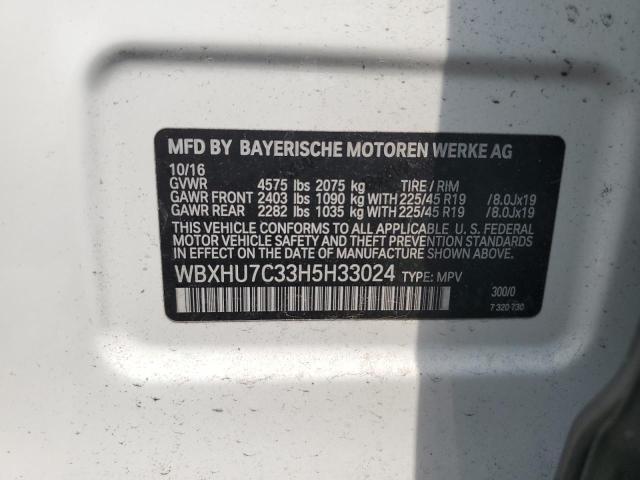 MFD BY BAYERISCHE MOTOREN WERKE AG
10/16
GVWR 4575 lbs 2075 kg TIRE / RIM
GAWR FRONT 2403 lbs 1090 kg WITH 225/45 R19 /8.0Jx19
GAWR REAR 2282 lbs 1035 kg WITH 225/45 R19 /8.0Jx19
THIS VEHICLE CONFORMS TO ALL APPLICABLE U. S. FEDERAL
MOTOR VEHICLE SAFETY AND THEFT PREVENTION STANDARDS
IN EFFECT ON THE DATE OF MANUFACTURE SHOWN ABOVE.
WBXHU7C33H5H33024 TYPE: MPV
300/0
7 320 730